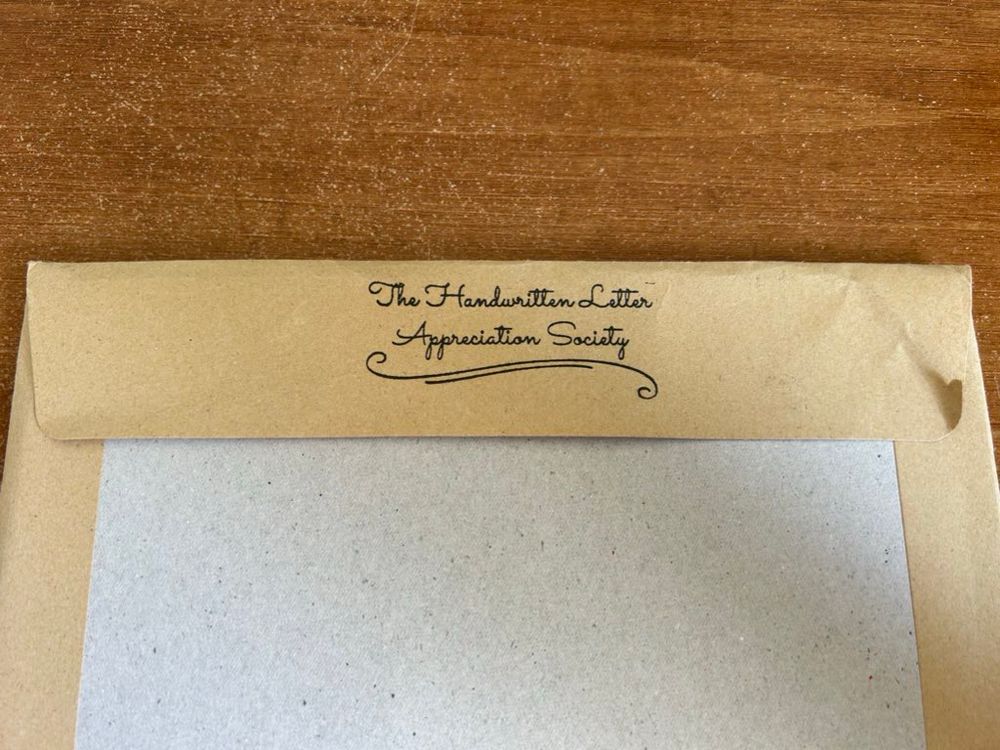 The Handwritten Letter
Appreciation Society